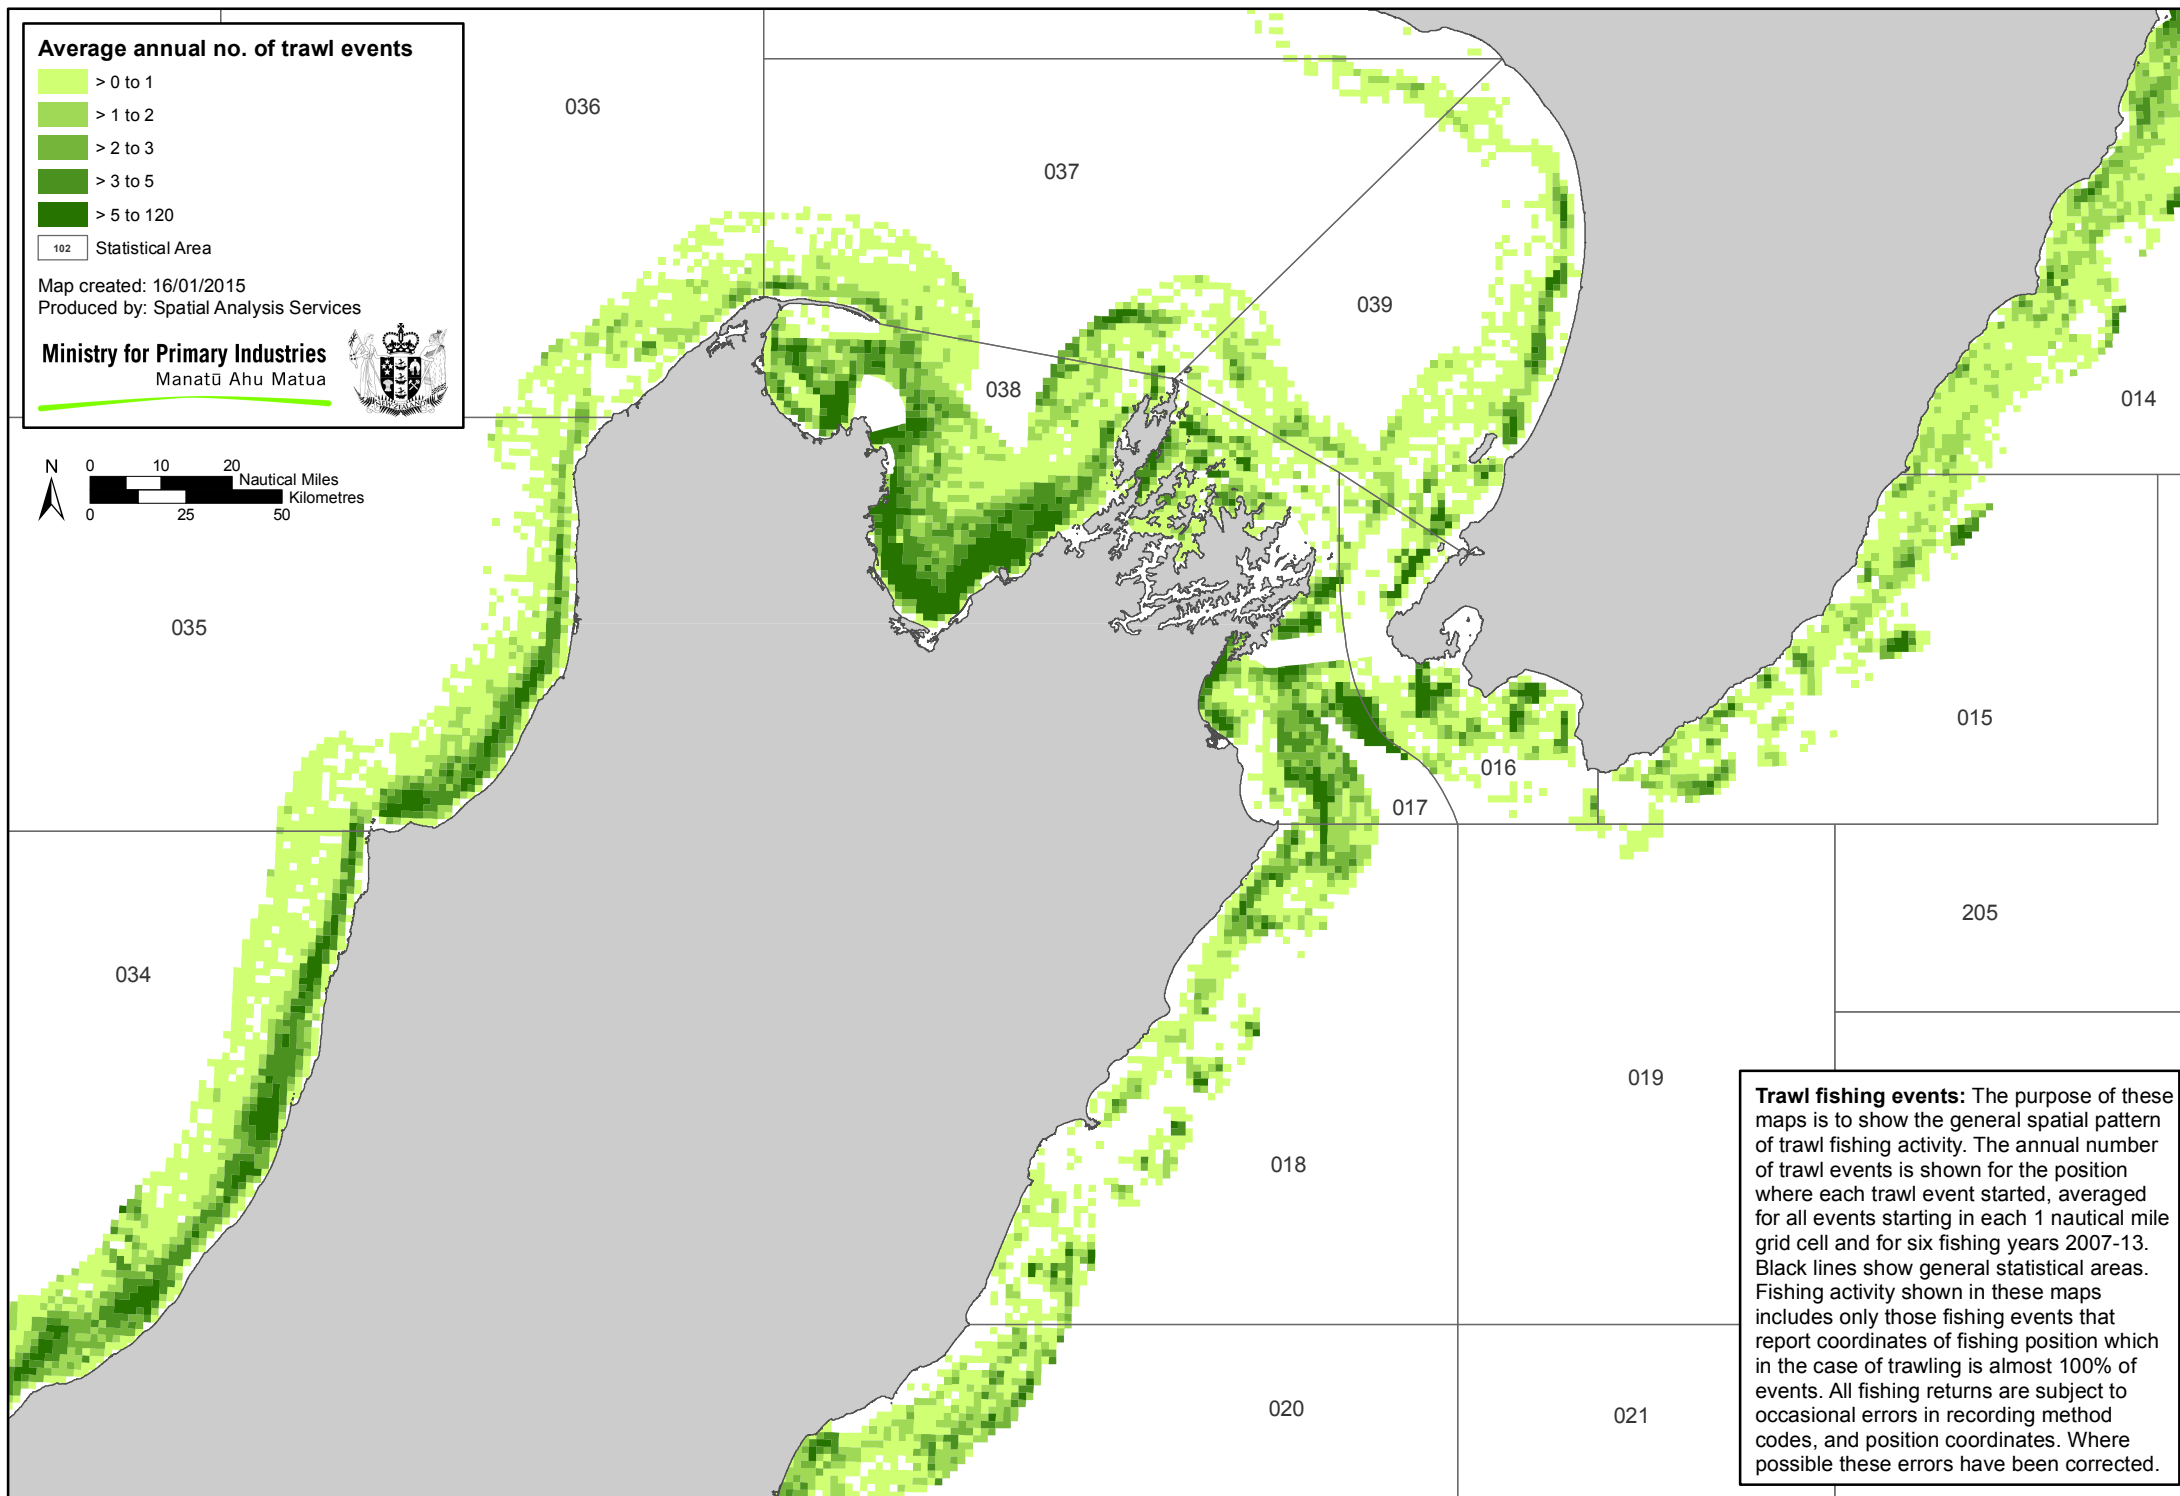 Average annual no. of trawl events
> 0 to 1
> 1 to 2
> 2 to 3
> 3 to 5
> 5 to 120
102 Statistical Area
Map created: 16/01/2015
Produced by: Spatial Analysis Services
Ministry for Primary Industries
Manatū Ahu Matua
N
0 10 20 Nautical Miles
Kilometres
0 25 50
036
037
039
038
014
035
015
016
017
205
034
019
018
020
021
Trawl fishing events: The purpose of these
maps is to show the general spatial pattern
of trawl fishing activity. The annual number
of trawl events is shown for the position
where each trawl event started, averaged
for all events starting in each 1 nautical mile
grid cell and for six fishing years 2007-13.
Black lines show general statistical areas.
Fishing activity shown in these maps
includes only those fishing events that
report coordinates of fishing position which
in the case of trawling is almost 100% of
events. All fishing returns are subject to
occasional errors in recording method
codes, and position coordinates. Where
possible these errors have been corrected.